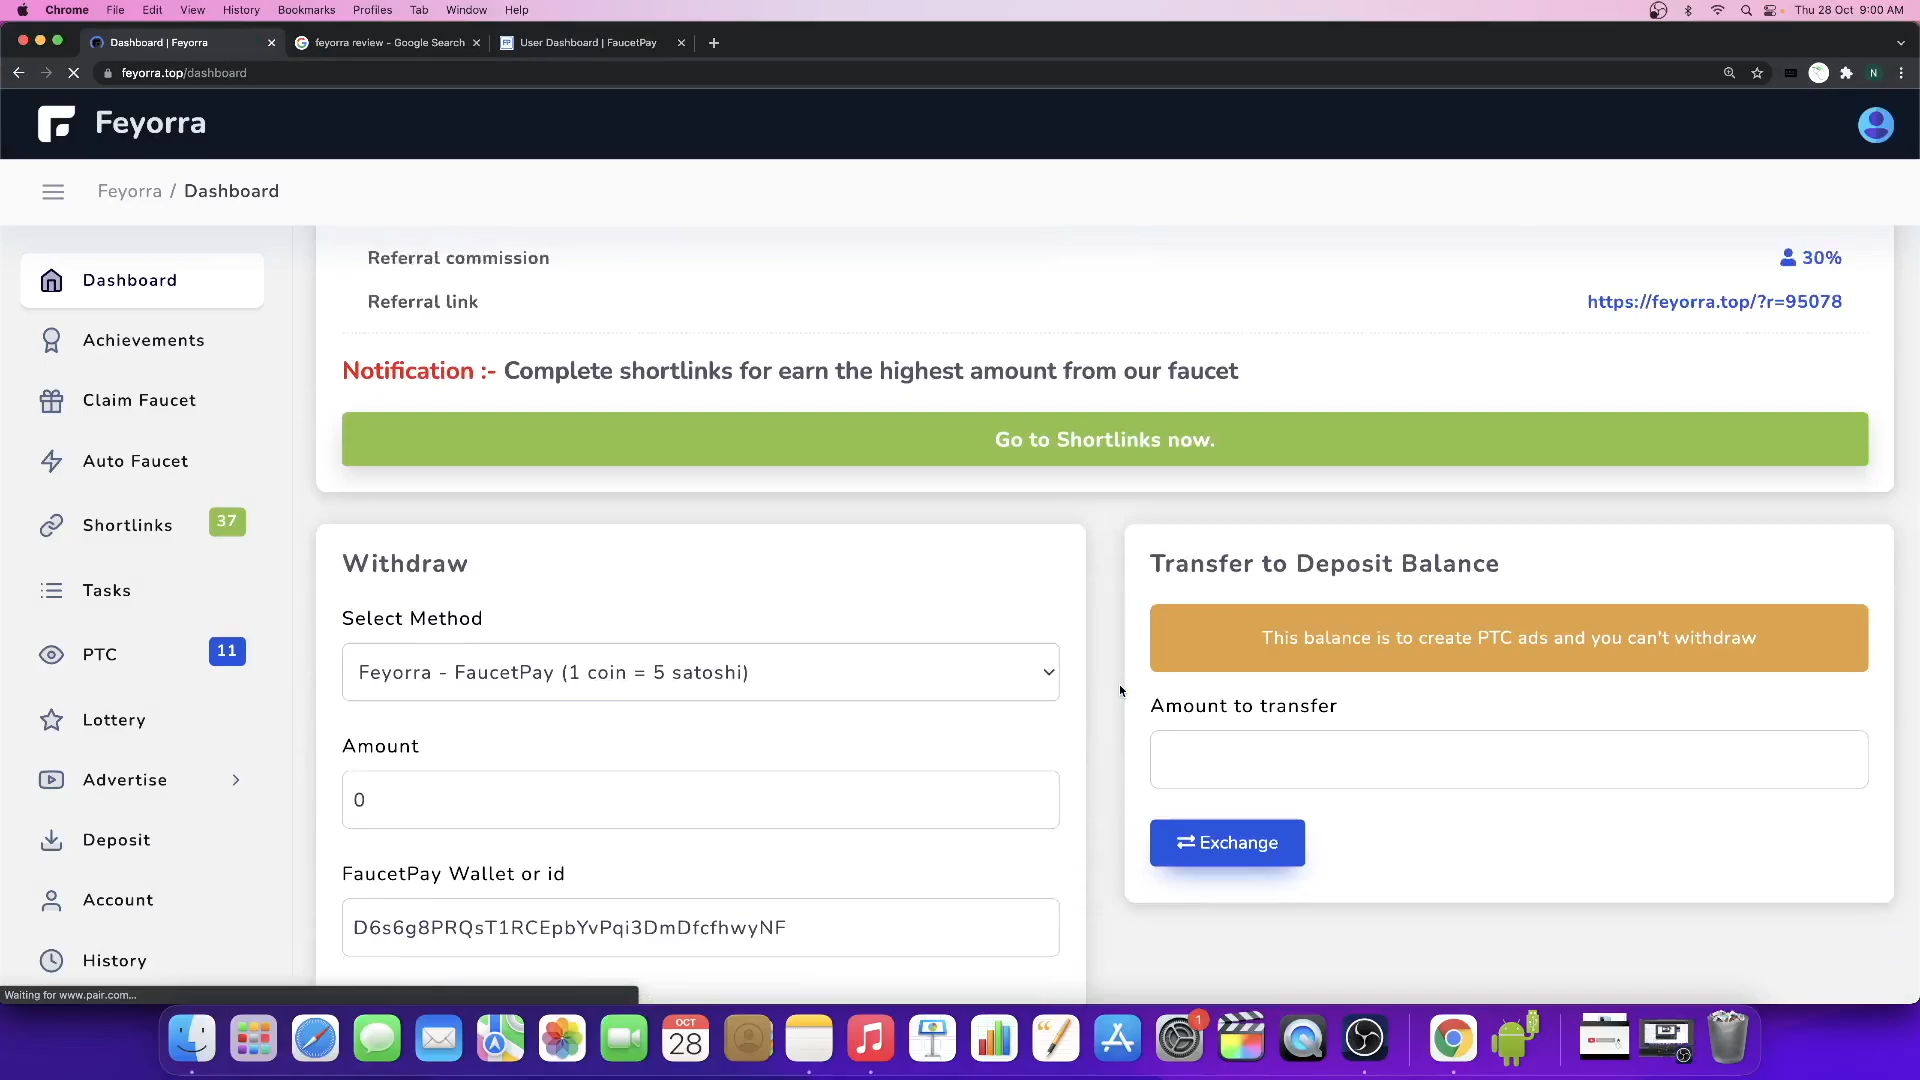 Chrome File Edit View History Bookmarks Profiles Tab Window Help Thu 28 Oct 9:00 AM
Dashboard | Feyorra feyorra review - Google Search User Dashboard | FaucetPay
feyorra.top/dashboard N
Feyorra
Feyorra / Dashboard
Dashboard
Achievements
Claim Faucet
Auto Faucet
Shortlinks 37
Tasks
PTC 11
Lottery
Advertise
Deposit
Account
History
Referral commission 30%
Referral link https://feyorra.top/?r=95078
Notification :- Complete shortlinks for earn the highest amount from our faucet
Go to Shortlinks now.
Withdraw
Select Method
Feyorra - FaucetPay (1 coin = 5 satoshi)
Amount
0
FaucetPay Wallet or id
D6s6g8PRQsT1RCEpbYvPqi3DmDfcfhwyNF
Transfer to Deposit Balance
This balance is to create PTC ads and you can't withdraw
Amount to transfer
Exchange
Waiting for www.pair.com...
OCT
28
1